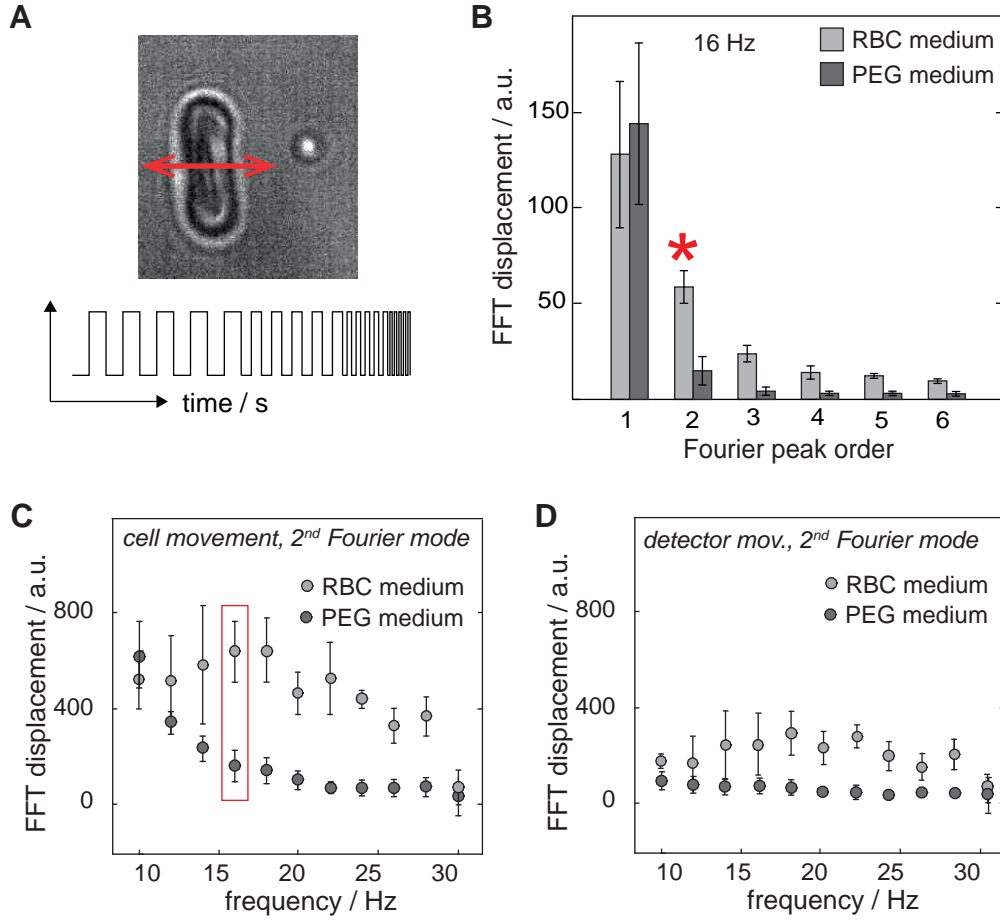 A
time / s
B
16 Hz
RBC medium
PEG medium
FFT displacement / a.u.
150
100
50
1 2 3 4 5 6
Fourier peak order
C
cell movement, 2nd Fourier mode
RBC medium
PEG medium
FFT displacement / a.u.
800
400
0
10 15 20 25 30
frequency / Hz
D
detector mov., 2nd Fourier mode
RBC medium
PEG medium
FFT displacement / a.u.
800
400
0
10 15 20 25 30
frequency / Hz